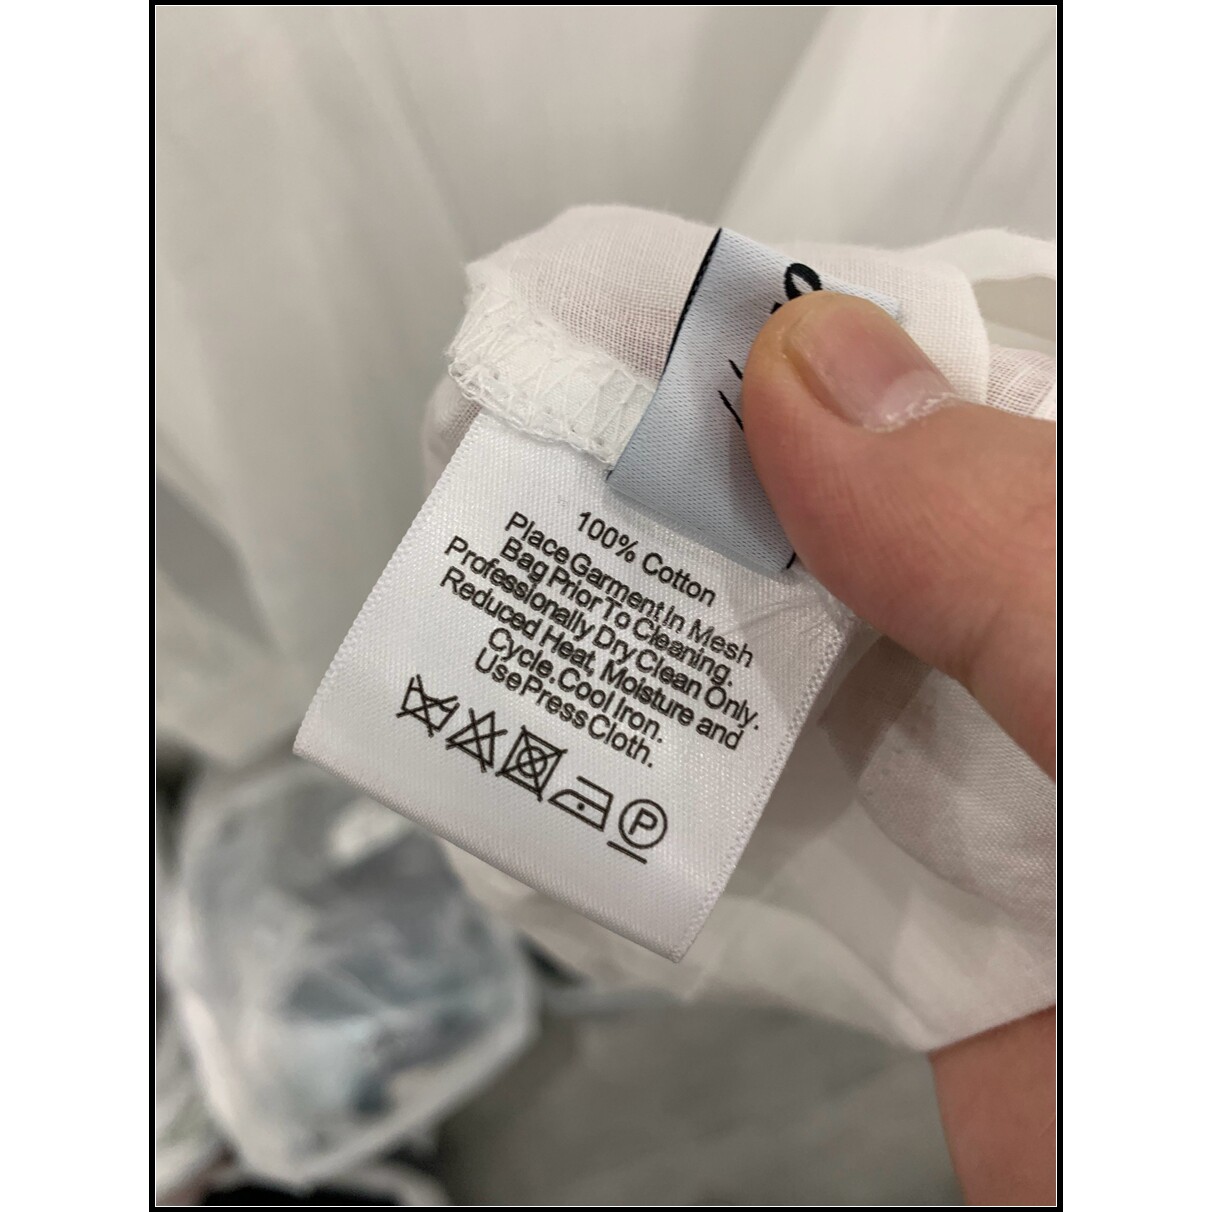 100% Cotton
Place Garment In Mesh
Bag Prior To Cleaning.
Professionally Dry Clean Only.
Reduced Heat, Moisture and
Cycle. Cool Iron.
Use Press Cloth.
P